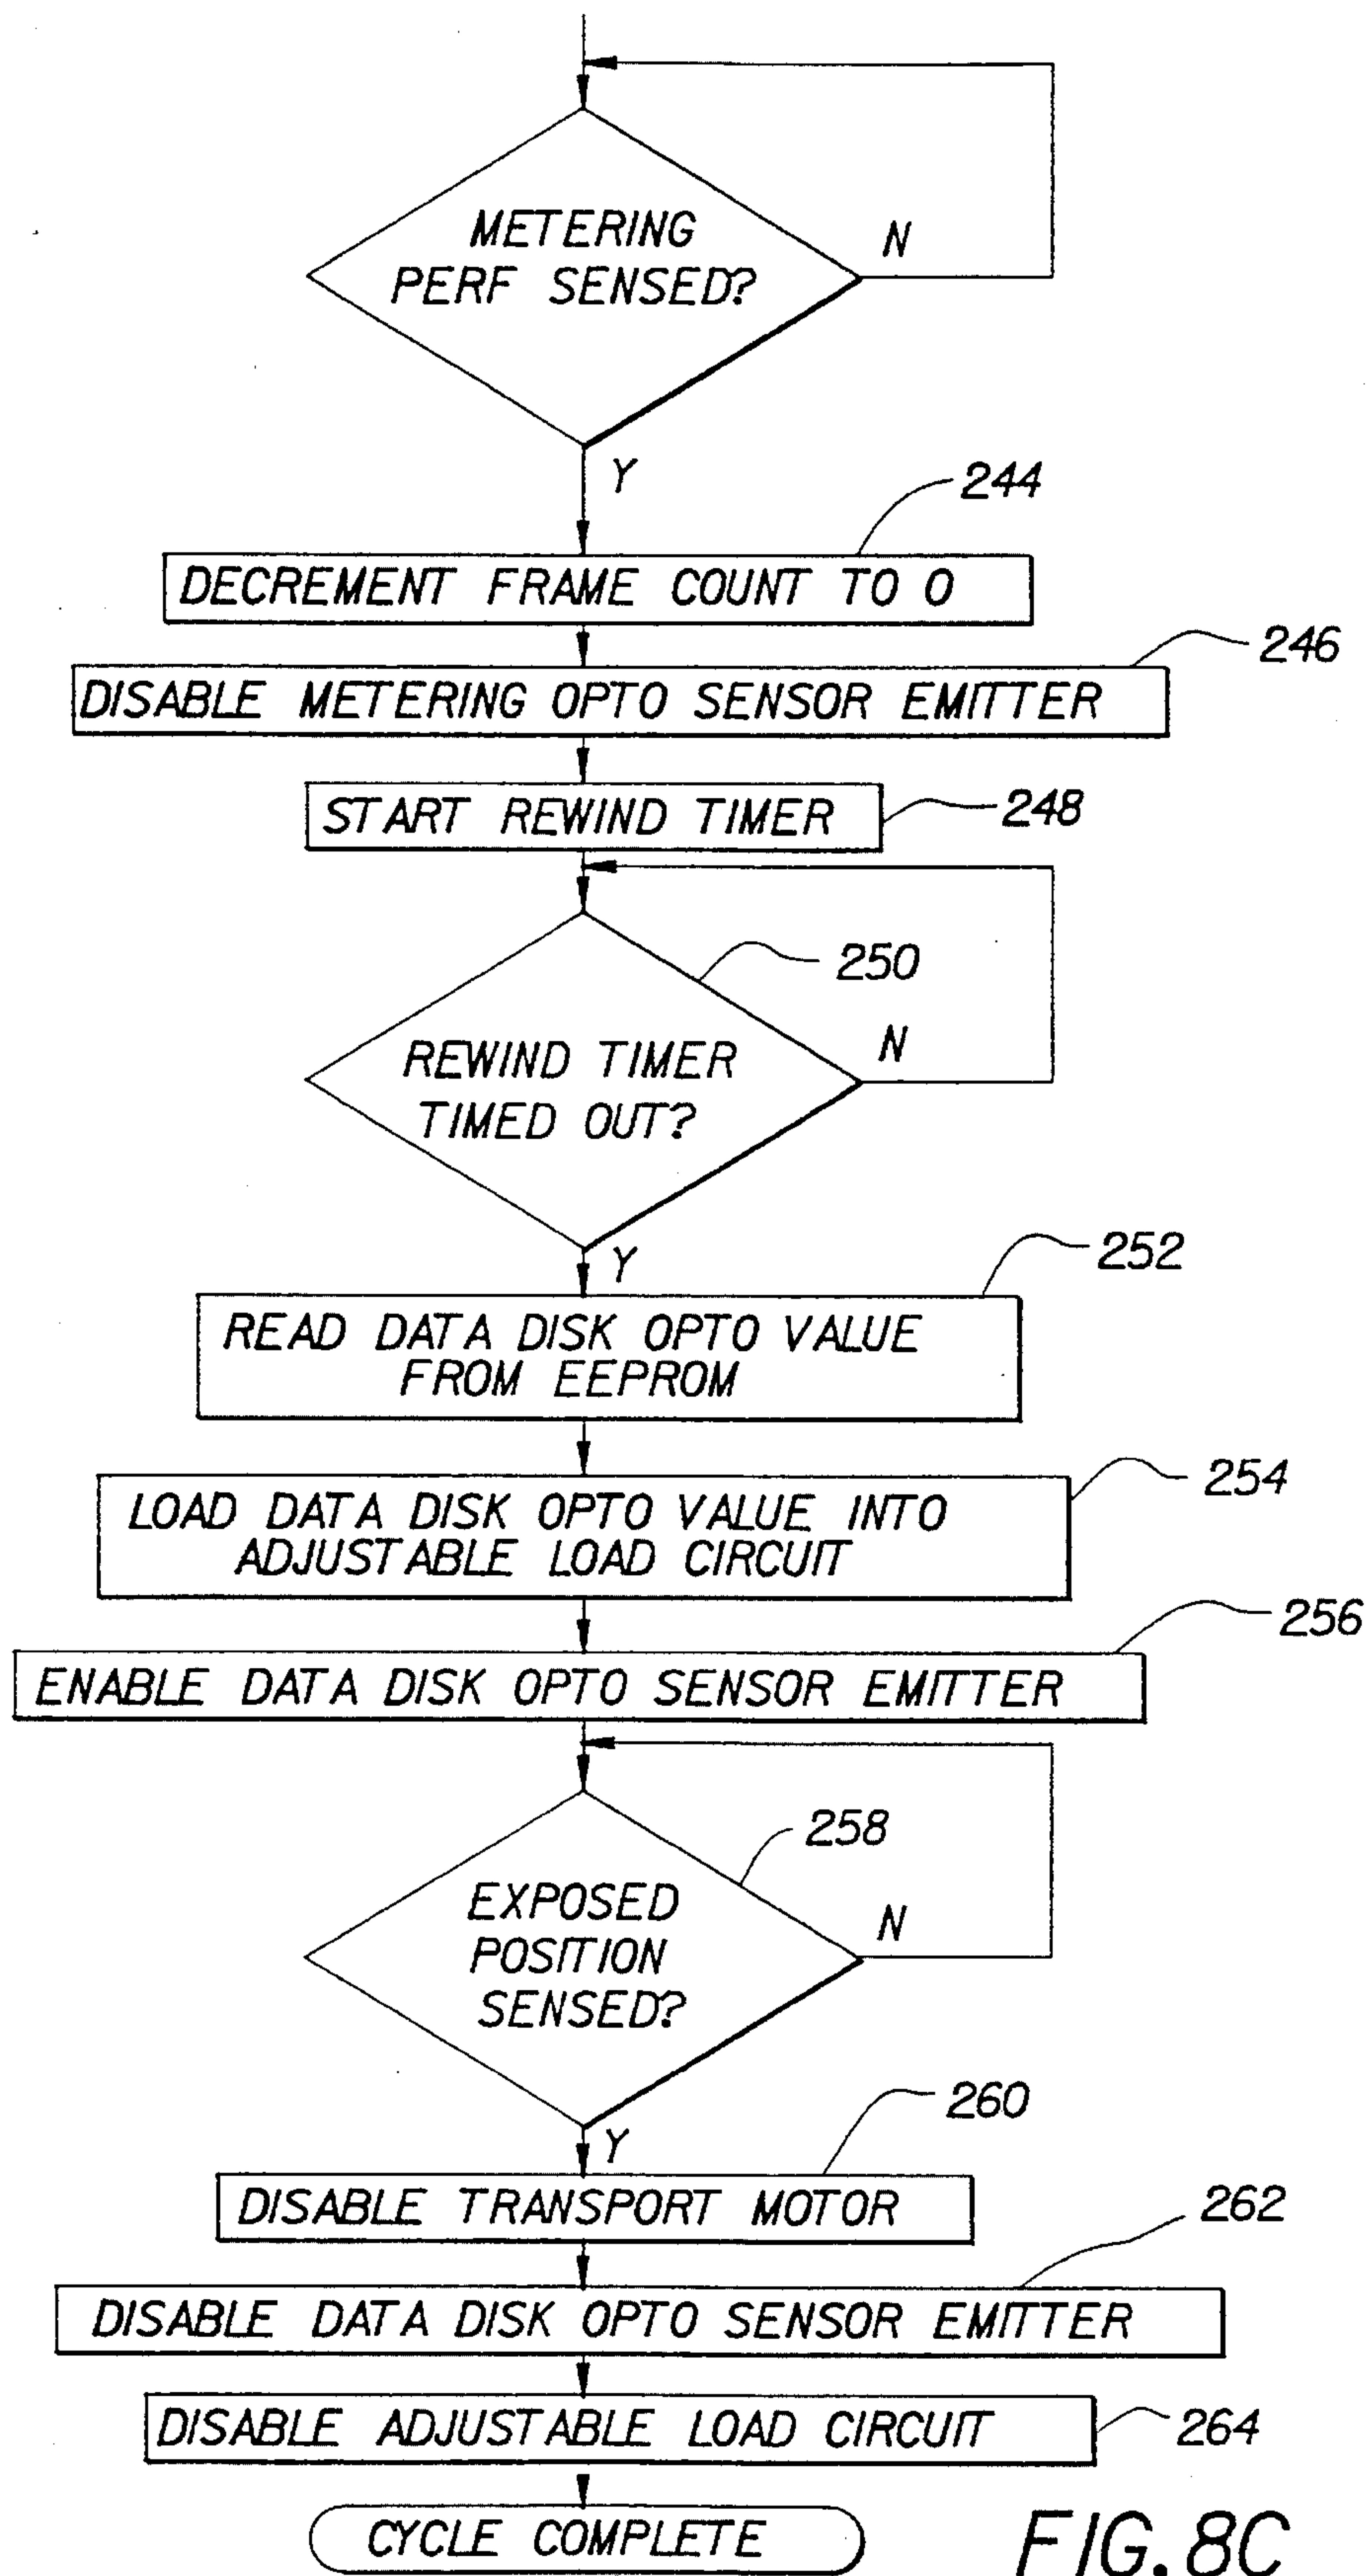 METERING
PERF SENSED?
N
Y
244
DECREMENT FRAME COUNT TO 0
246
DISABLE METERING OPTO SENSOR EMITTER
START REWIND TIMER
248
250
REWIND TIMER
TIMED OUT?
N
Y
252
READ DATA DISK OPTO VALUE
FROM EEPROM
254
LOAD DATA DISK OPTO VALUE INTO
ADJUSTABLE LOAD CIRCUIT
256
ENABLE DATA DISK OPTO SENSOR EMITTER
258
EXPOSED
POSITION
SENSED?
N
Y
260
DISABLE TRANSPORT MOTOR
262
DISABLE DATA DISK OPTO SENSOR EMITTER
DISABLE ADJUSTABLE LOAD CIRCUIT
264
CYCLE COMPLETE
FIG. 8C